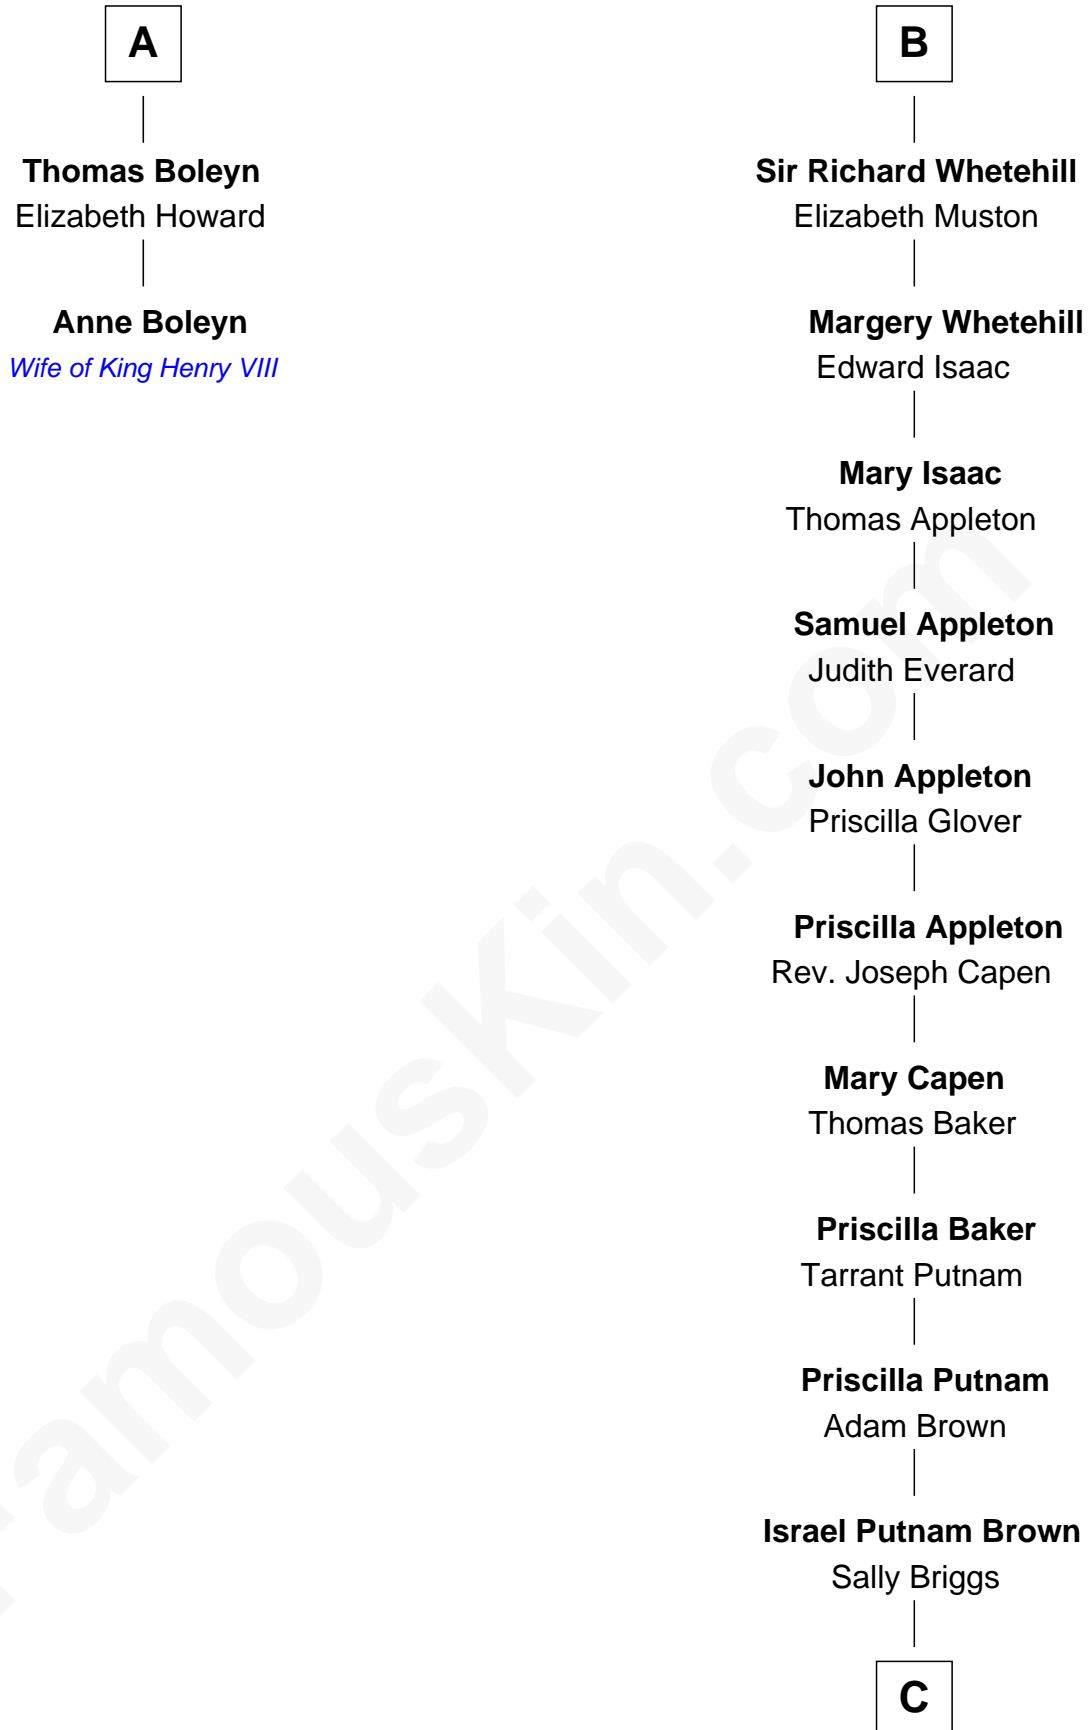 A
Thomas Boleyn
Elizabeth Howard
Anne Boleyn
Wife of King Henry VIII
B
Sir Richard Whetehill
Elizabeth Muston
Margery Whetehill
Edward Isaac
Mary Isaac
Thomas Appleton
Samuel Appleton
Judith Everard
John Appleton
Priscilla Glover
Priscilla Appleton
Rev. Joseph Capen
Mary Capen
Thomas Baker
Priscilla Baker
Tarrant Putnam
Priscilla Putnam
Adam Brown
Israel Putnam Brown
Sally Briggs
C
FamousKin.com